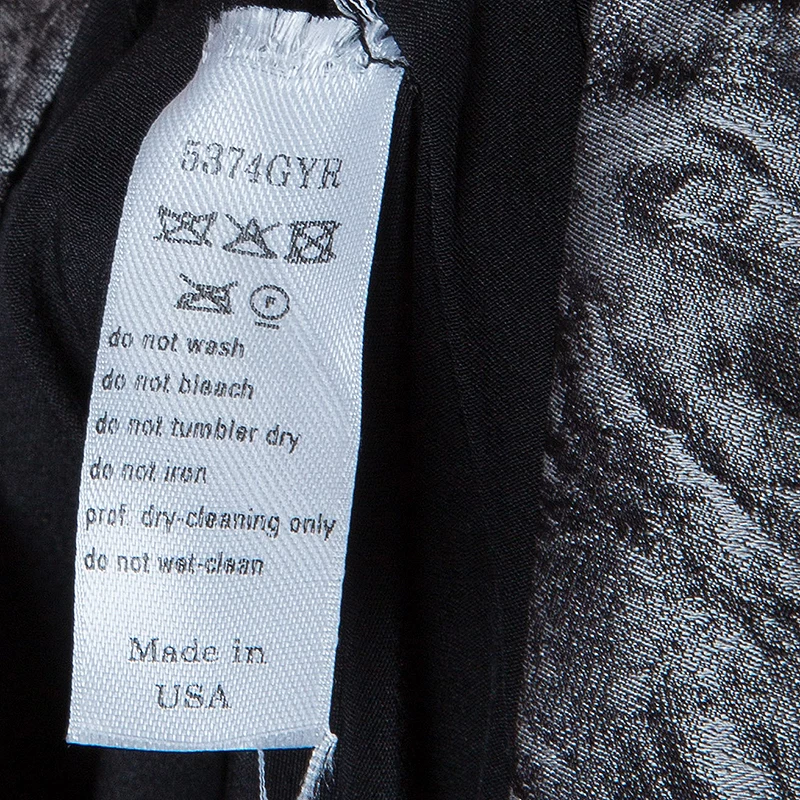 5374GYR
P
do not wash
do not bleach
do not tumbler dry
do not iron
prof. dry-cleaning only
do not wet-clean
Made in
USA